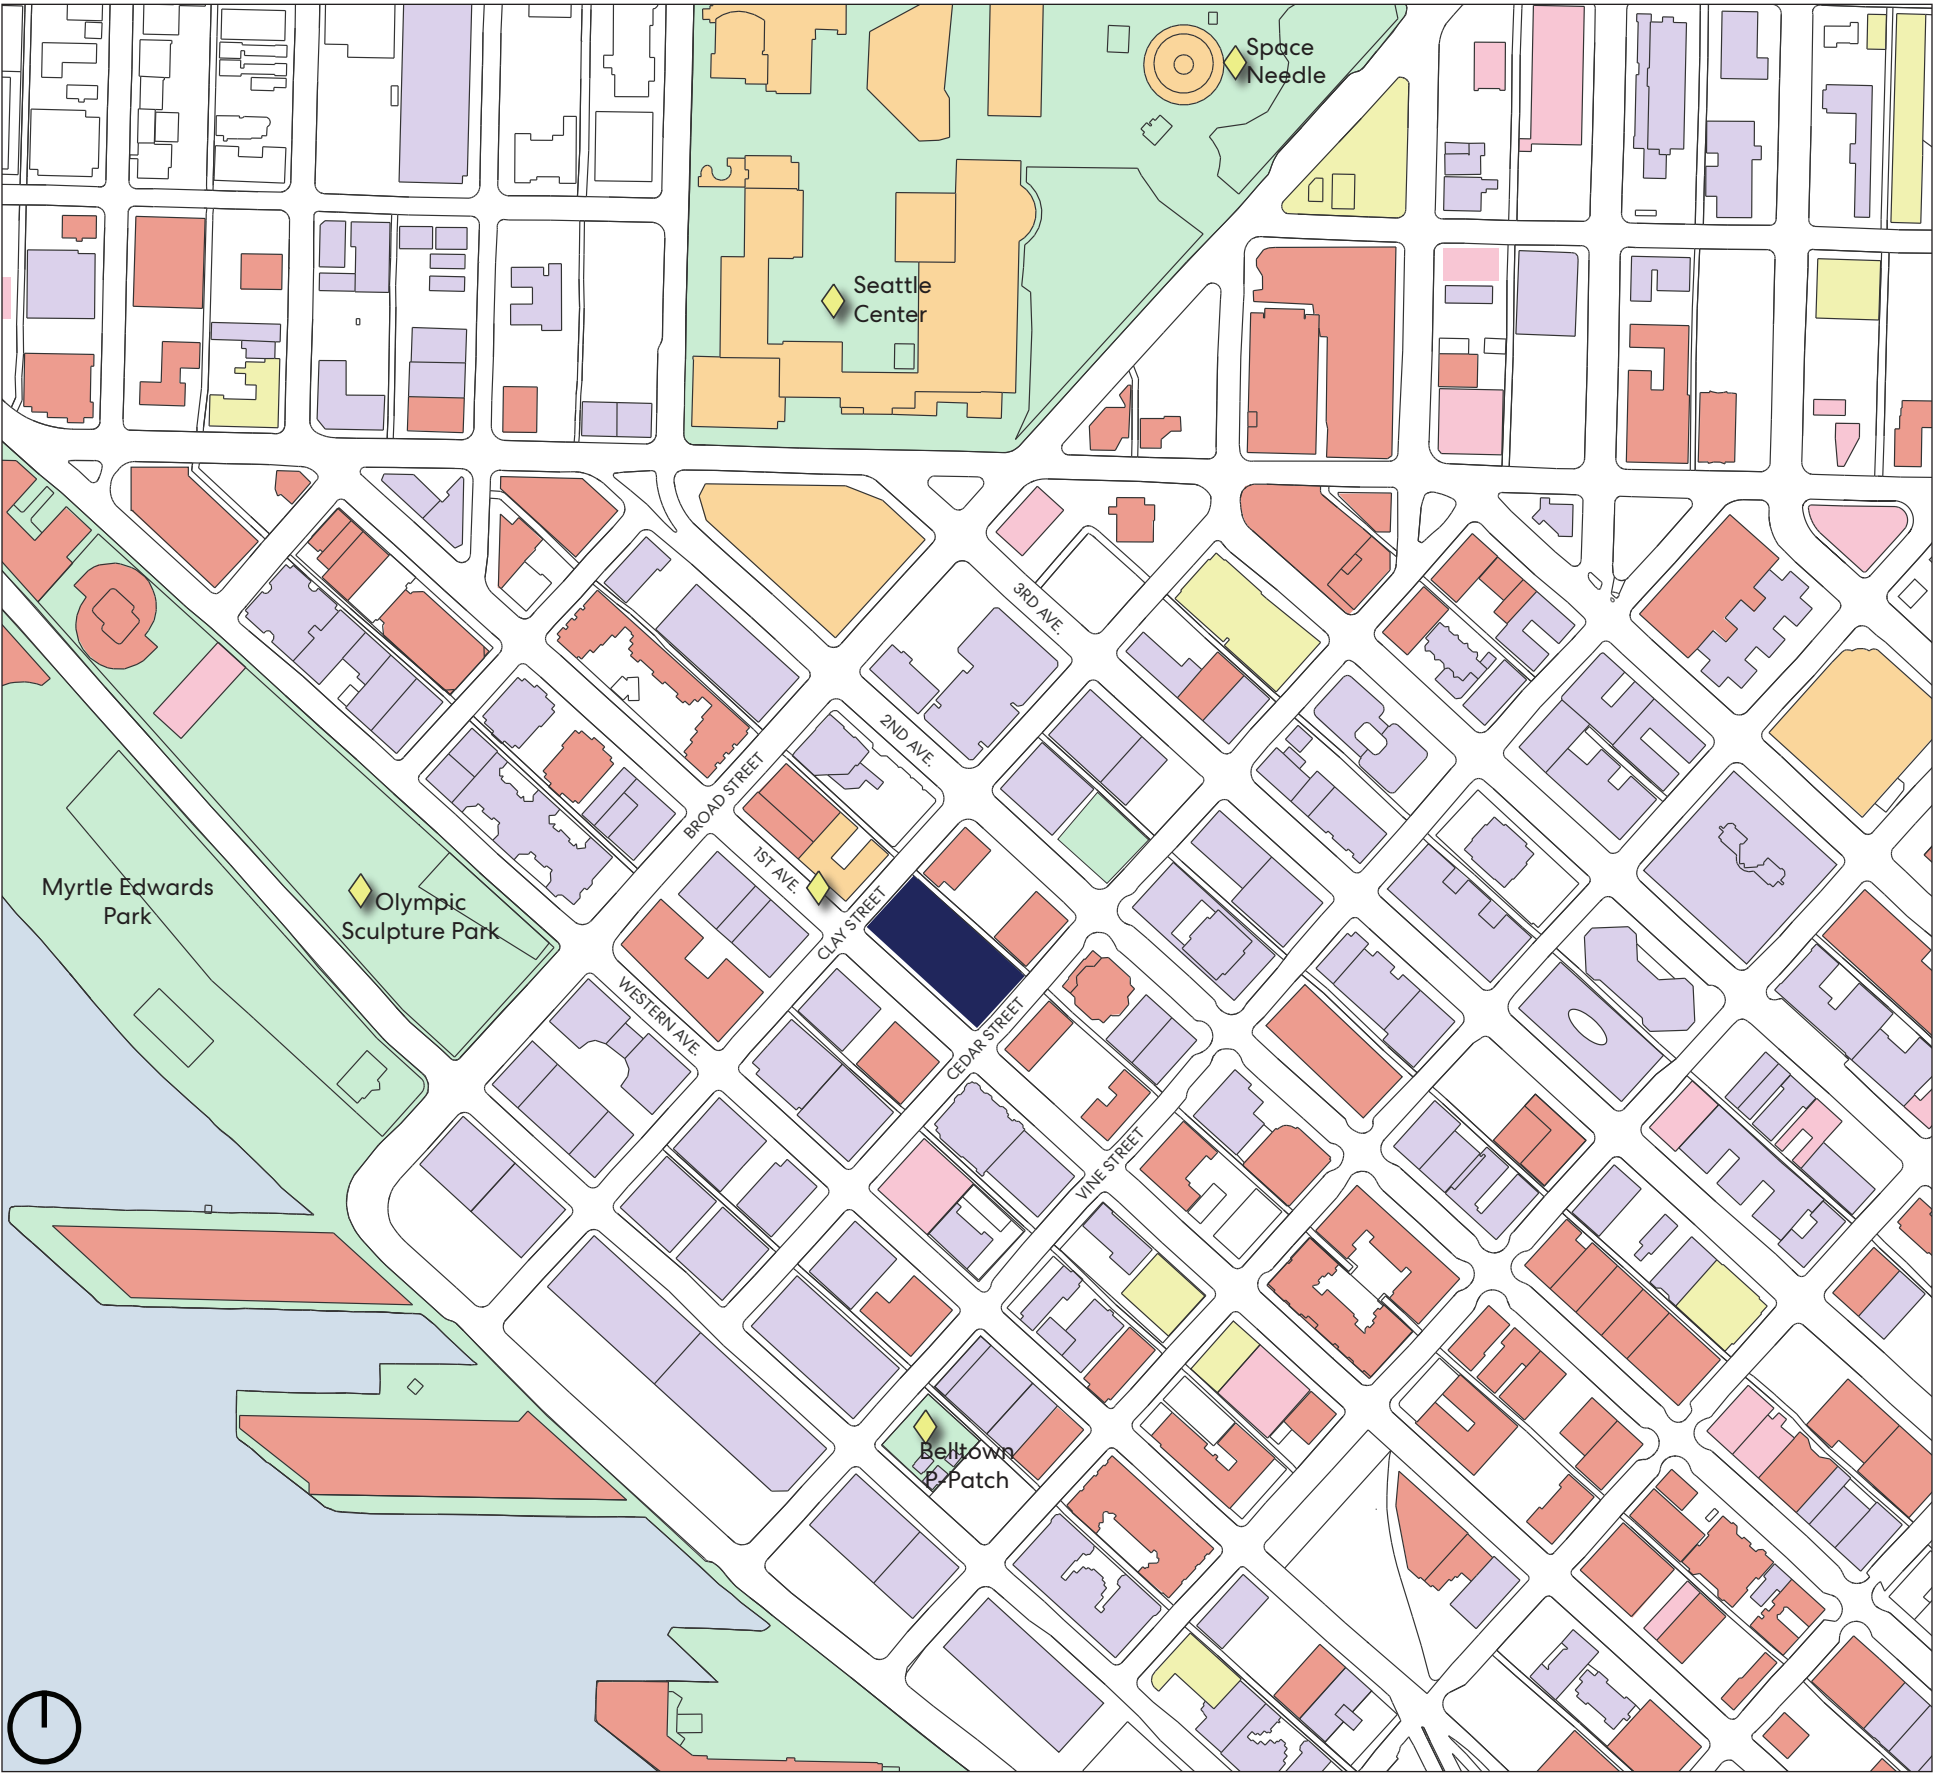 Space
Needle
Seattle
Center
3RD AVE.
2ND AVE.
BROAD STREET
1ST AVE.
Myrtle Edwards
Park
Olympic
Sculpture Park
CLAY STREET
WESTERN AVE.
CEDAR STREET
VINE STREET
Belltown
P-Patch